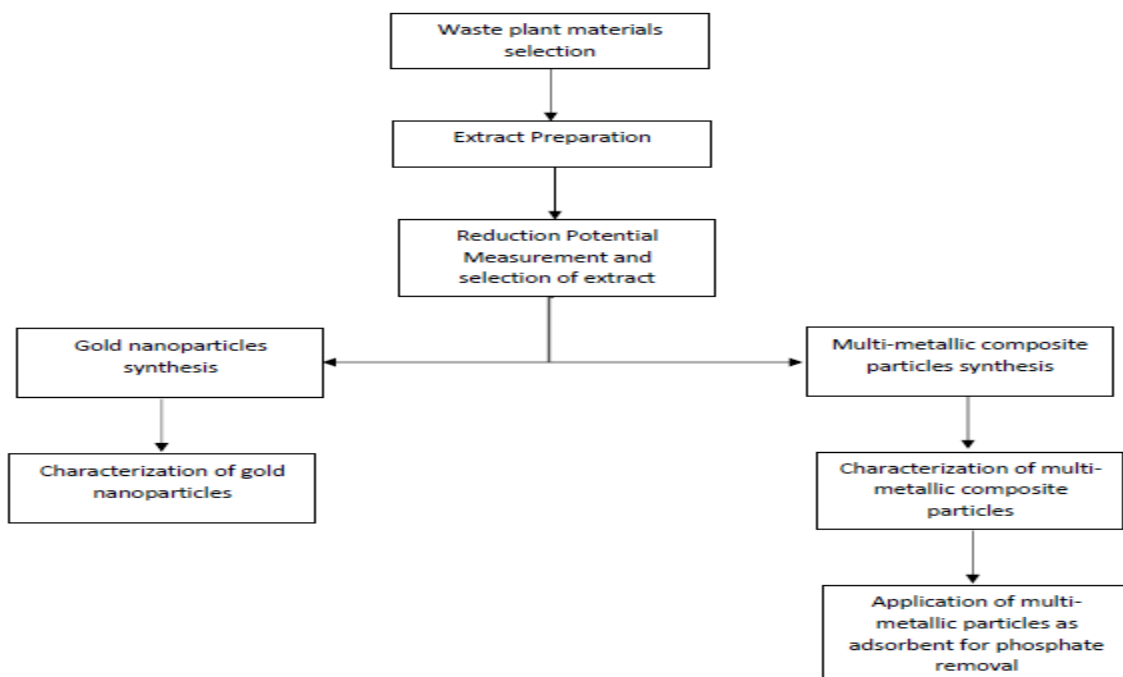 Waste plant materials
selection
Extract Preparation
Reduction Potential
Measurement and
selection of extract
Gold nanoparticles
synthesis
Multi-metallic composite
particles synthesis
Characterization of gold
nanoparticles
Characterization of multi-
metallic composite
particles
Application of multi-
metallic particles as
adsorbent for phosphate
removal